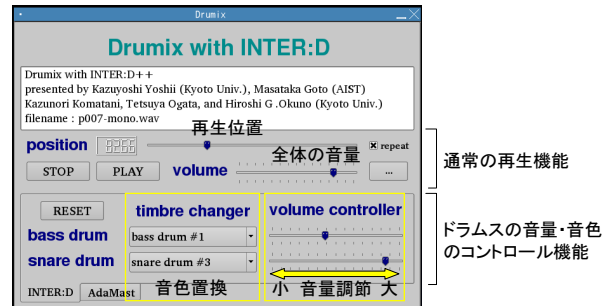 Drumix
Drumix with INTER:D
Drumix with INTER:D++
presented by Kazuyoshi Yoshii (Kyoto Univ.), Masataka Goto (AIST)
Kazunori Komatani, Tetsuya Ogata, and Hiroshi G .Okuno (Kyoto Univ.)
filename : p007-mono.wav
再生位置
position
repeat
全体の音量
STOP
PLAY
volume
...
通常の再生機能
RESET
timbre changer
volume controller
bass drum
bass drum #1
snare drum
snare drum #3
ドラムスの音量・音色
のコントロール機能
INTER:D
AdaMast
音色置換
小 音量調節 大